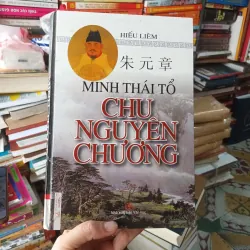 HIẾU LIÊM
朱元章
MINH THÁI TỔ
CHU
NGUYÊN
CHƯƠNG